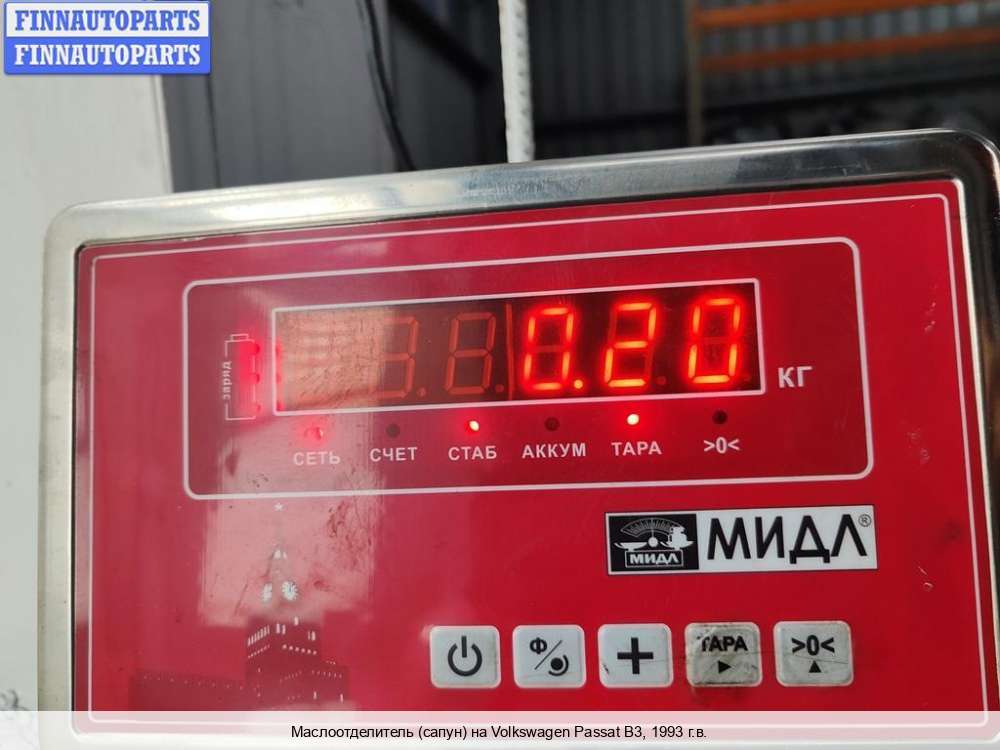 FINNAUTOPARTS
FINNAUTOPARTS
заряд
0.20
КГ
СЕТЬ СЧЕТ СТАБ АККУМ ТАРА >0<
МИДЛ МИДЛ®
Ф ТАРА >0<
Маслоотделитель (сапун) на Volkswagen Passat B3, 1993 г.в.